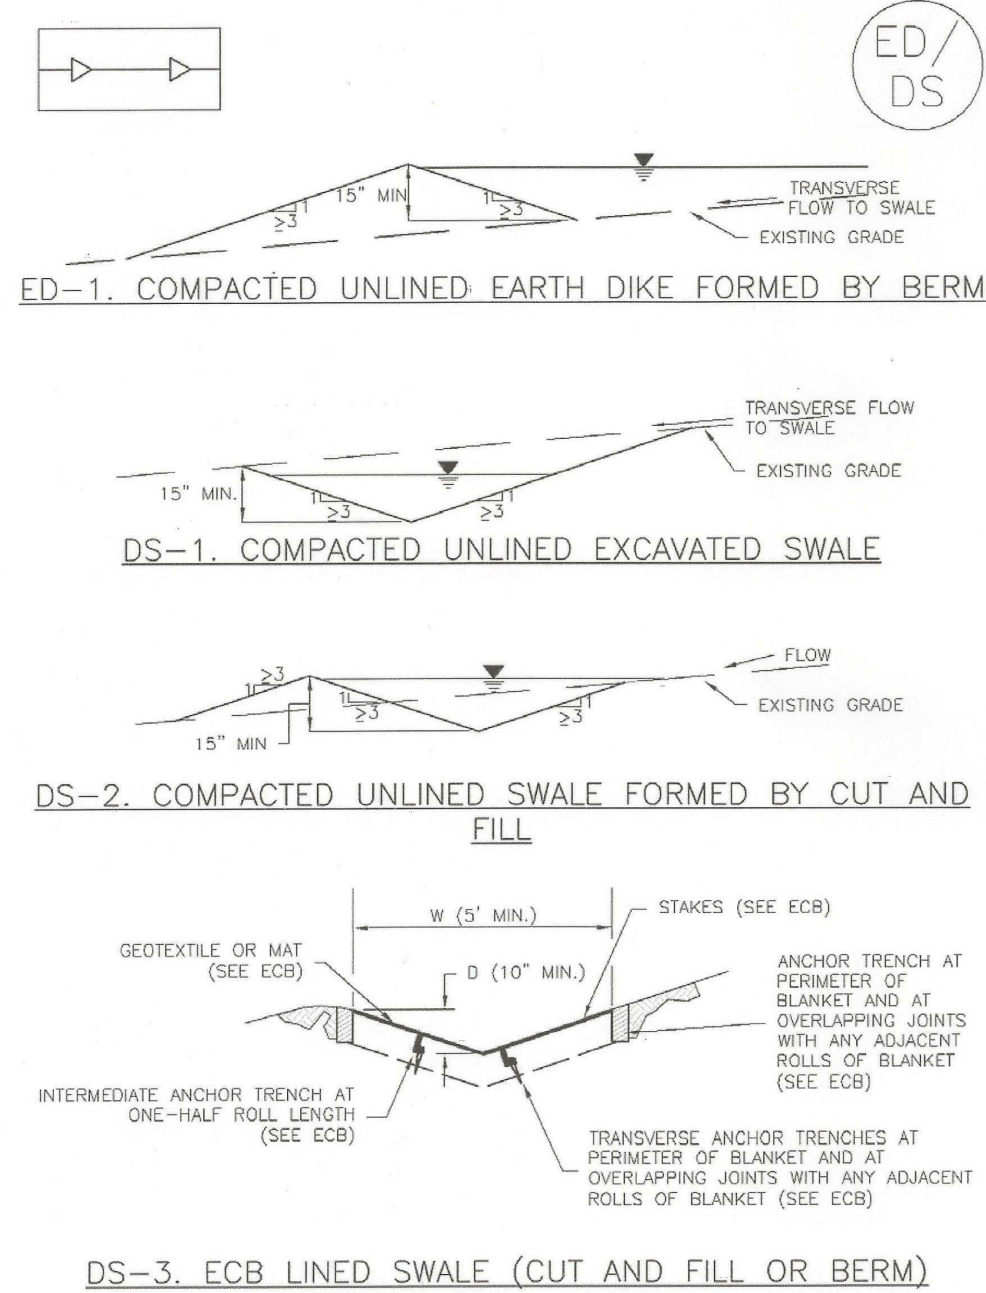 ED/
DS
15" MIN
1
≥3
1
≥3
TRANSVERSE
FLOW TO SWALE
EXISTING GRADE
ED-1. COMPACTED UNLINED EARTH DIKE FORMED BY BERM
TRANSVERSE FLOW
TO SWALE
EXISTING GRADE
15" MIN.
1
≥3
1
≥3
DS-1. COMPACTED UNLINED EXCAVATED SWALE
≥3
1
FLOW
1
≥3
1
≥3
EXISTING GRADE
15" MIN
DS-2. COMPACTED UNLINED SWALE FORMED BY CUT AND
FILL
W (5' MIN.)
STAKES (SEE ECB)
GEOTEXTILE OR MAT
(SEE ECB)
D (10" MIN.)
ANCHOR TRENCH AT
PERIMETER OF
BLANKET AND AT
OVERLAPPING JOINTS
WITH ANY ADJACENT
ROLLS OF BLANKET
(SEE ECB)
INTERMEDIATE ANCHOR TRENCH AT
ONE-HALF ROLL LENGTH
(SEE ECB)
TRANSVERSE ANCHOR TRENCHES AT
PERIMETER OF BLANKET AND AT
OVERLAPPING JOINTS WITH ANY ADJACENT
ROLLS OF BLANKET (SEE ECB)
DS-3. ECB LINED SWALE (CUT AND FILL OR BERM)